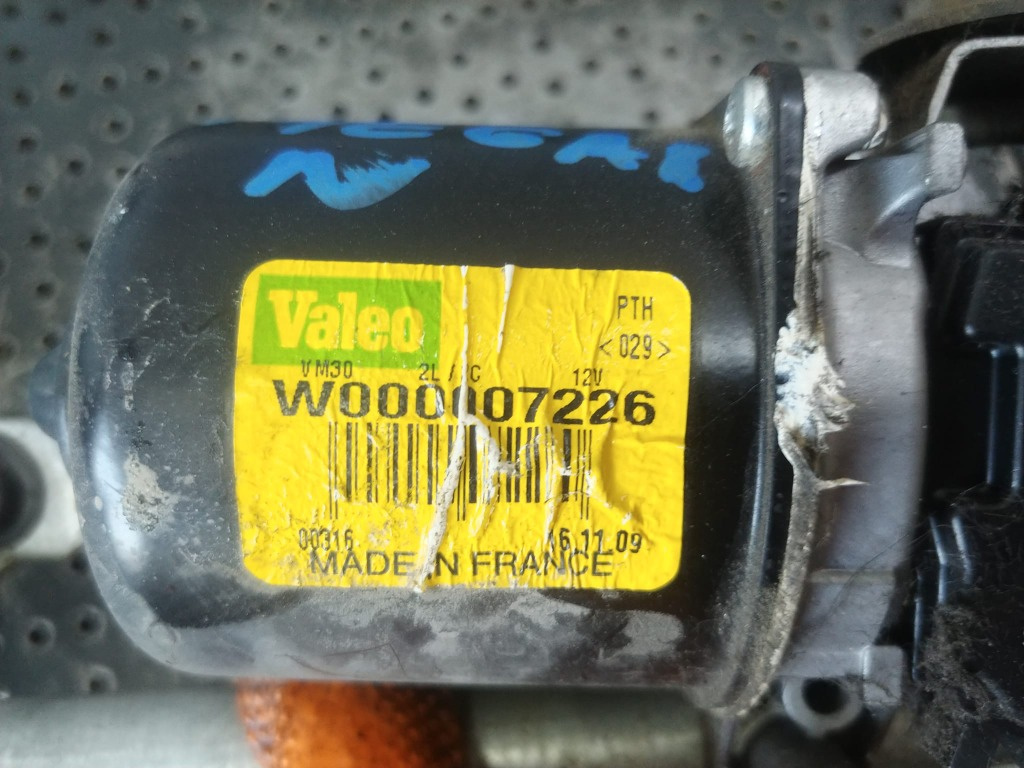 Valeo
PTH
<029>
VM30 12V
W000007226
00316 16.11.09
MADE IN FRANCE